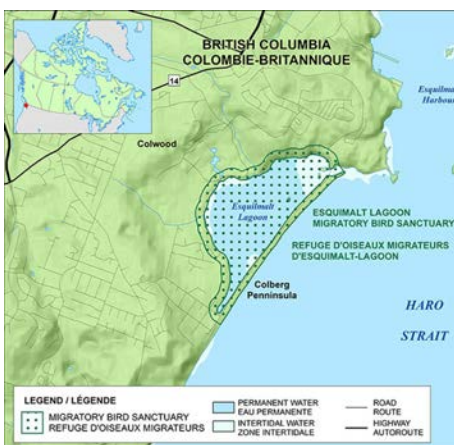 BRITISH COLUMBIA
COLOMBIE-BRITANNIQUE
14
Colwood
Esquimalt
Harbour
Esquimalt
Lagoon
ESQUIMALT LAGOON
MIGRATORY BIRD SANCTUARY
REFUGE D'OISEAUX MIGRATEURS
D'ESQUIMALT-LAGOON
Colberg
Penninsula
HARO
STRAIT
LEGEND / LÉGENDE
MIGRATORY BIRD SANCTUARY
REFUGE D'OISEAUX MIGRATEURS
PERMANENT WATER
EAU PERMANENTE
INTERTIDAL WATER
ZONE INTERTIDALE
ROAD
ROUTE
HIGHWAY
AUTOROUTE